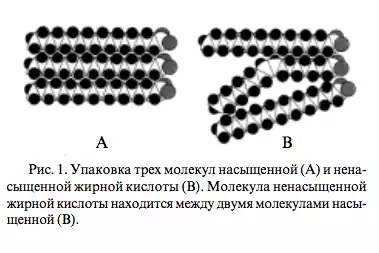 А В
Рис. 1. Упаковка трех молекул насыщенной (А) и нена-
сыщенной жирной кислоты (В). Молекула ненасыщенной
жирной кислоты находится между двумя молекулами насы-
щенной (В).